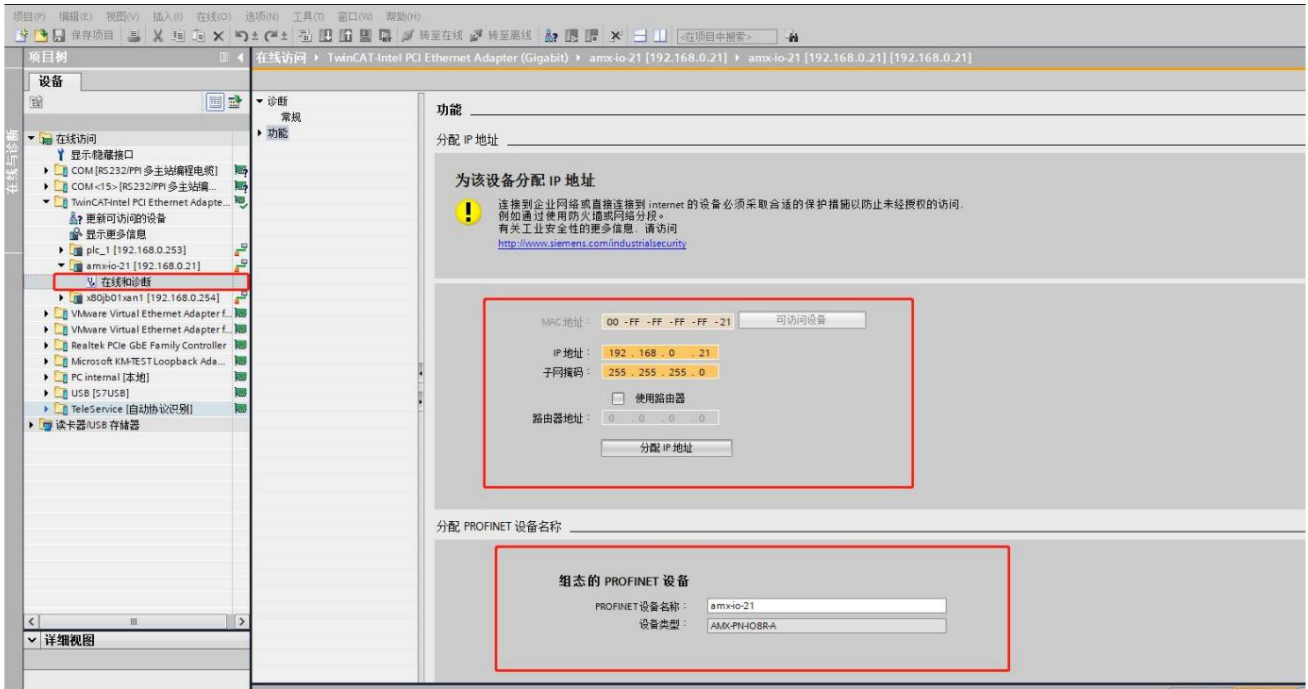 项目(P) 编辑(E) 视图(V) 插入(I) 在线(O) 选项(N) 工具(T) 窗口(W) 帮助(H)
保存项目 转至在线 转至离线 <在项目中搜索>
项目树
在线访问 ▸ TwinCAT-Intel PCI Ethernet Adapter (Gigabit) ▸ amx-io-21 [192.168.0.21] ▸ amx-io-21 [192.168.0.21] [192.168.0.21]
设备
在线与诊断
在线访问
显示/隐藏接口
COM [RS232/PPI 多主站编程电缆]
COM <15> [RS232/PPI 多主站编...
TwinCAT-Intel PCI Ethernet Adapte...
更新可访问的设备
显示更多信息
plc_1 [192.168.0.253]
amx-io-21 [192.168.0.21]
在线和诊断
x80jb01xan1 [192.168.0.254]
VMware Virtual Ethernet Adapter f...
VMware Virtual Ethernet Adapter f...
Realtek PCIe GbE Family Controller
Microsoft KM-TEST Loopback Ada...
PC internal [本地]
USB [S7USB]
TeleService [自动协议识别]
读卡器/USB 存储器
详细视图
诊断
常规
功能
功能
分配 IP 地址
为该设备分配 IP 地址
连接到企业网络或直接连接到 internet 的设备必须采取合适的保护措施以防止未经授权的访问.
例如通过使用防火墙或网络分段。
有关工业安全性的更多信息. 请访问
http://www.siemens.com/industrialsecurity
MAC 地址： 00 -FF -FF -FF -FF -21 可访问设备
IP 地址： 192 . 168 . 0 . 21
子网掩码： 255 . 255 . 255 . 0
使用路由器
路由器地址： 0 . 0 . 0 . 0
分配 IP 地址
分配 PROFINET 设备名称
组态的 PROFINET 设备
PROFINET 设备名称： amx-io-21
设备类型： AMX-PN-IO8R-A